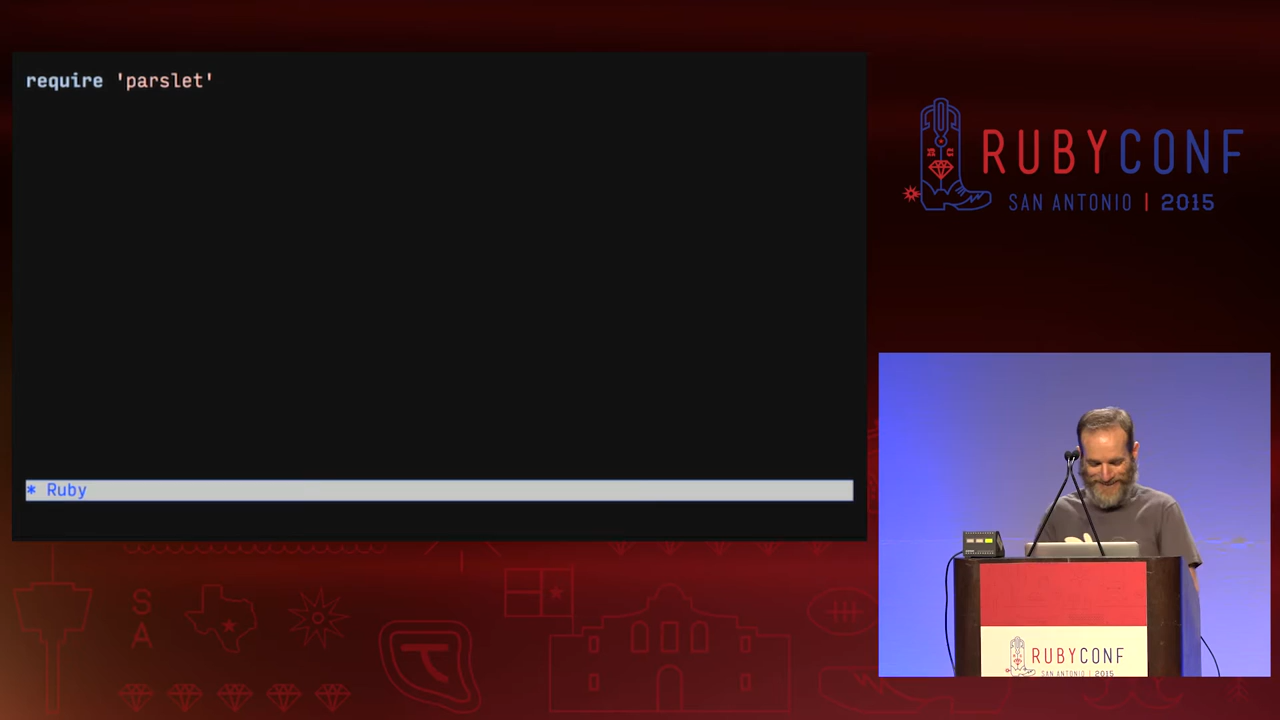 require 'parslet'
* Ruby
RUBYCONF
SAN ANTONIO | 2015
S
A
RUBYCONF
SAN ANTONIO | 2015